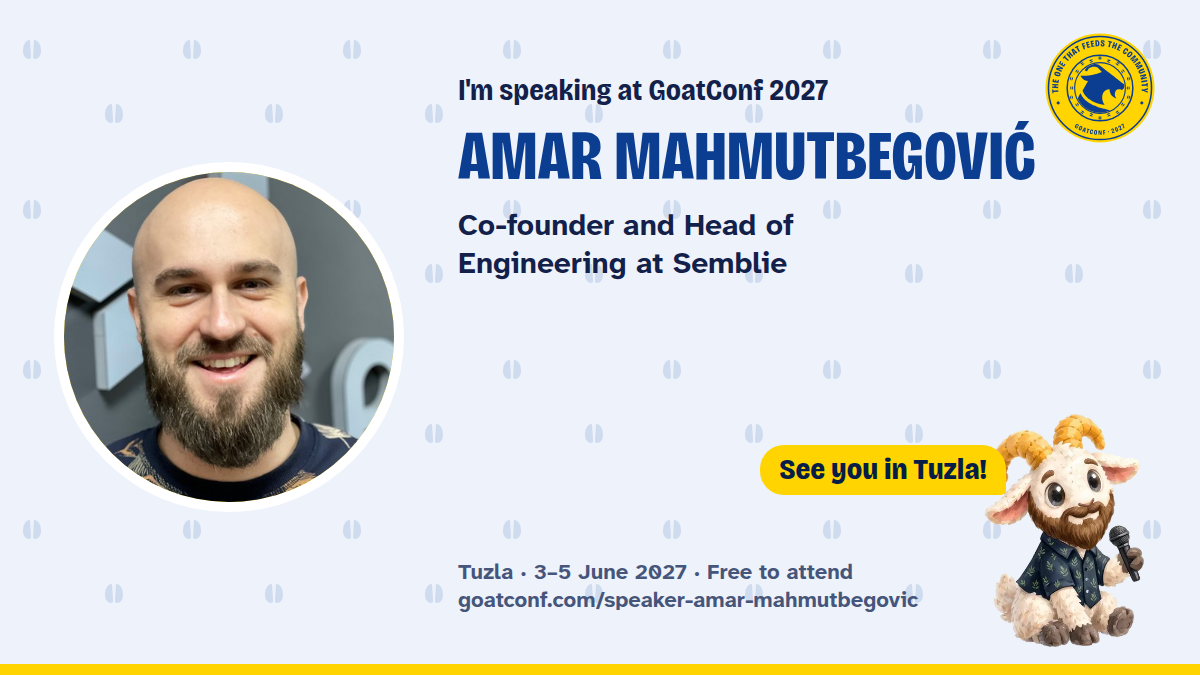 I'm speaking at GoatConf 2027
AMAR MAHMUTBEGOVIĆ
Co-founder and Head of
Engineering at Semblie
THE ONE THAT FEEDS THE COMMUNITY
GOATCONF · 2027
See you in Tuzla!
Tuzla · 3–5 June 2027 · Free to attend
goatconf.com/speaker-amar-mahmutbegovic